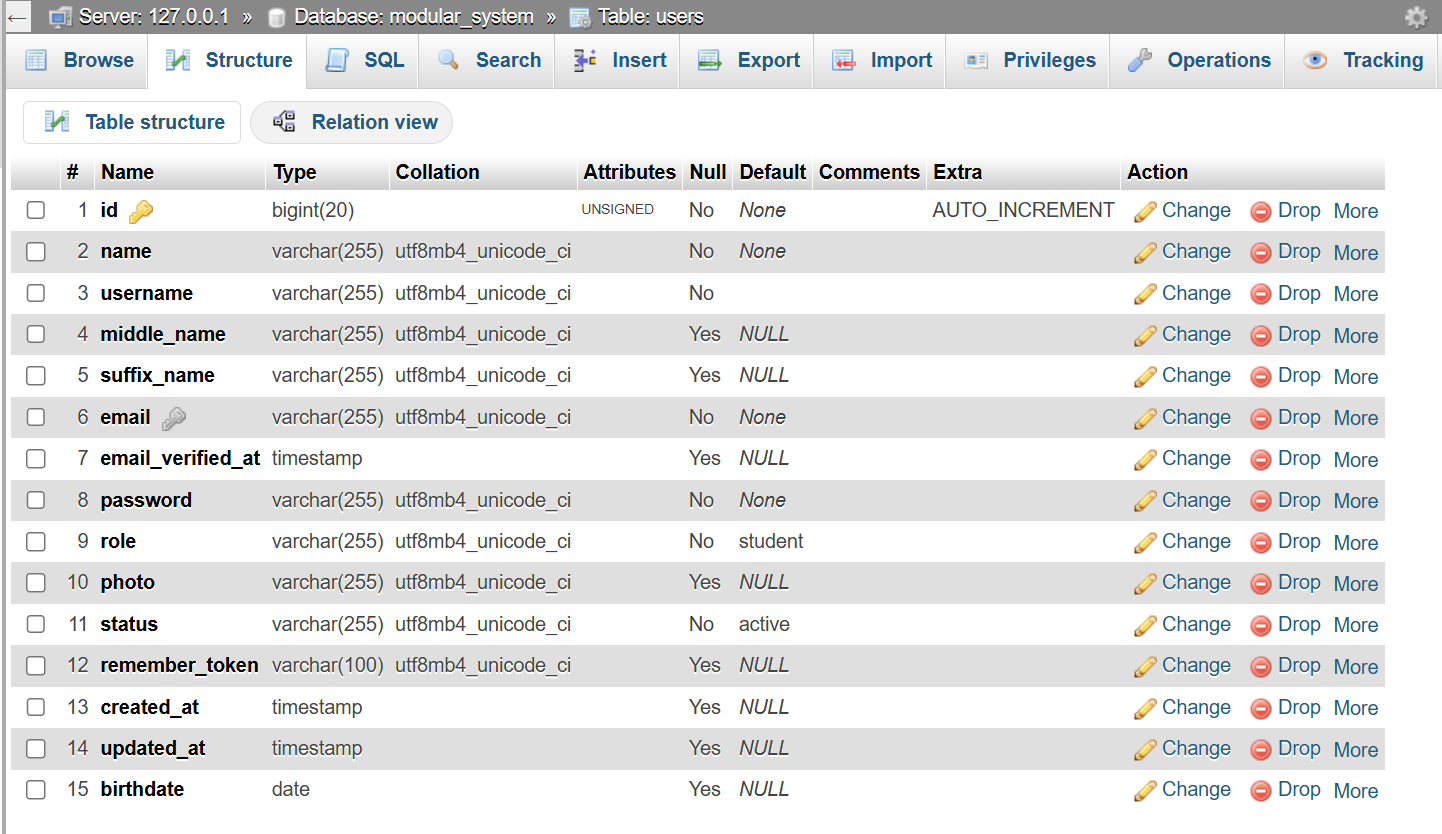 ← Server: 127.0.0.1 » Database: modular_system » Table: users
Browse Structure SQL Search Insert Export Import Privileges Operations Tracking
Table structure Relation view
# Name Type Collation Attributes Null Default Comments Extra Action
1 id bigint(20) UNSIGNED No None AUTO_INCREMENT Change Drop More
2 name varchar(255) utf8mb4_unicode_ci No None Change Drop More
3 username varchar(255) utf8mb4_unicode_ci No Change Drop More
4 middle_name varchar(255) utf8mb4_unicode_ci Yes NULL Change Drop More
5 suffix_name varchar(255) utf8mb4_unicode_ci Yes NULL Change Drop More
6 email varchar(255) utf8mb4_unicode_ci No None Change Drop More
7 email_verified_at timestamp Yes NULL Change Drop More
8 password varchar(255) utf8mb4_unicode_ci No None Change Drop More
9 role varchar(255) utf8mb4_unicode_ci No student Change Drop More
10 photo varchar(255) utf8mb4_unicode_ci Yes NULL Change Drop More
11 status varchar(255) utf8mb4_unicode_ci No active Change Drop More
12 remember_token varchar(100) utf8mb4_unicode_ci Yes NULL Change Drop More
13 created_at timestamp Yes NULL Change Drop More
14 updated_at timestamp Yes NULL Change Drop More
15 birthdate date Yes NULL Change Drop More